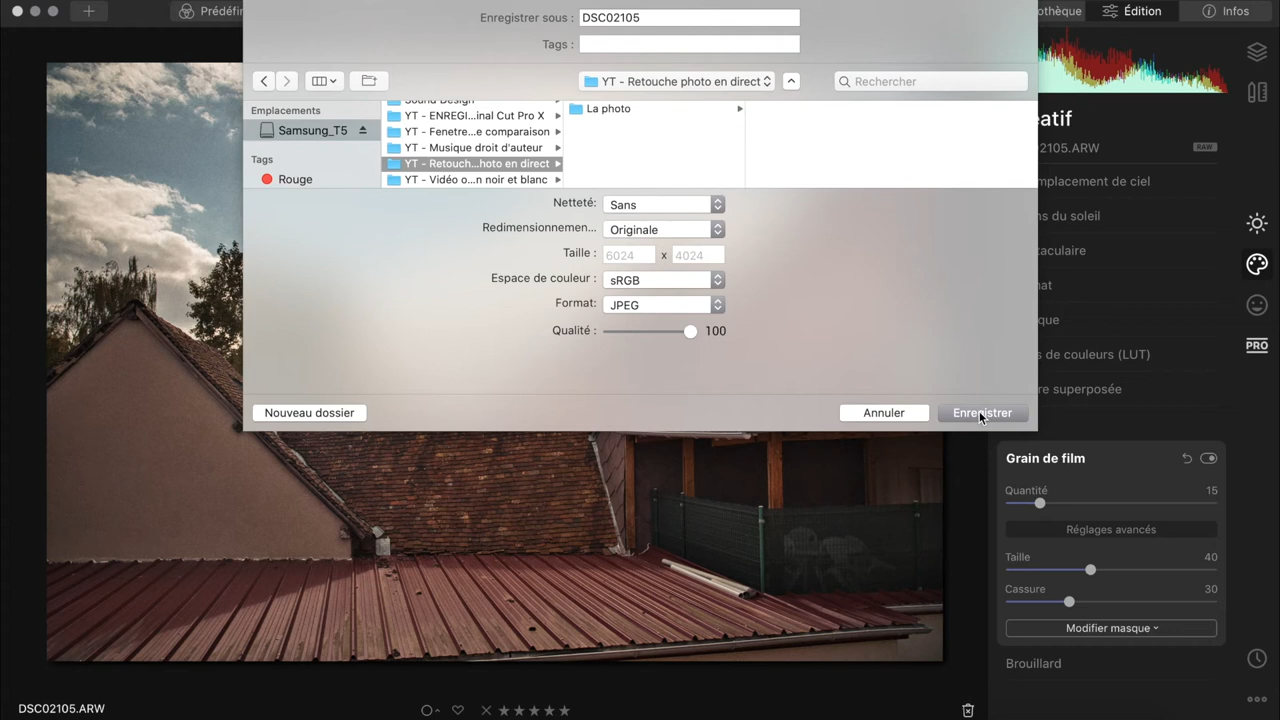 Prédéfin
Enregistrer sous :
DSC02105
othèque
Édition
Infos
Tags :
YT - Retouche photo en direct
Rechercher
Emplacements
Samsung_T5
Tags
Rouge
Sound Design
YT - ENREGI...inal Cut Pro X
YT - Fenetre...e comparaison
YT - Musique droit d'auteur
YT - Retouch...hoto en direct
YT - Vidéo o...n noir et blanc
La photo
Netteté:
Sans
Redimensionnemen...
Originale
Taille :
6024 x 4024
Espace de couleur :
sRGB
Format:
JPEG
Qualité :
100
Nouveau dossier
Annuler
Enregistrer
éatif
02105.ARW
RAW
mplacement de ciel
ns du soleil
taculaire
mat
que
s de couleurs (LUT)
re superposée
PRO
Grain de film
Quantité
15
Réglages avancés
Taille
40
Cassure
30
Modifier masque
Brouillard
DSC02105.ARW